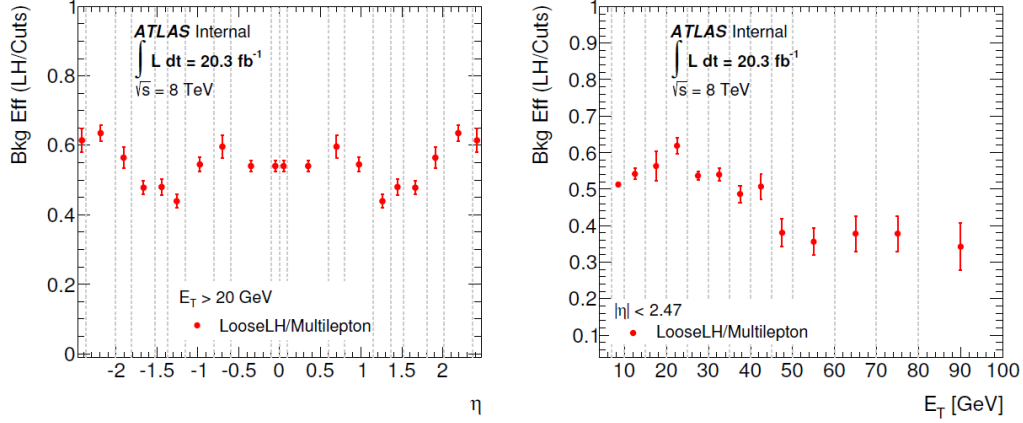 ATLAS Internal
∫ L dt = 20.3 fb⁻¹
√s = 8 TeV
Bkg Eff (LH/Cuts)
1
0.8
0.6
0.4
0.2
0
E_T > 20 GeV
LooseLH/Multilepton
-2 -1.5 -1 -0.5 0 0.5 1 1.5 2
η
ATLAS Internal
∫ L dt = 20.3 fb⁻¹
√s = 8 TeV
Bkg Eff (LH/Cuts)
1
0.9
0.8
0.7
0.6
0.5
0.4
0.3
0.2
0.1
|η| < 2.47
LooseLH/Multilepton
10 20 30 40 50 60 70 80 90 100
E_T [GeV]